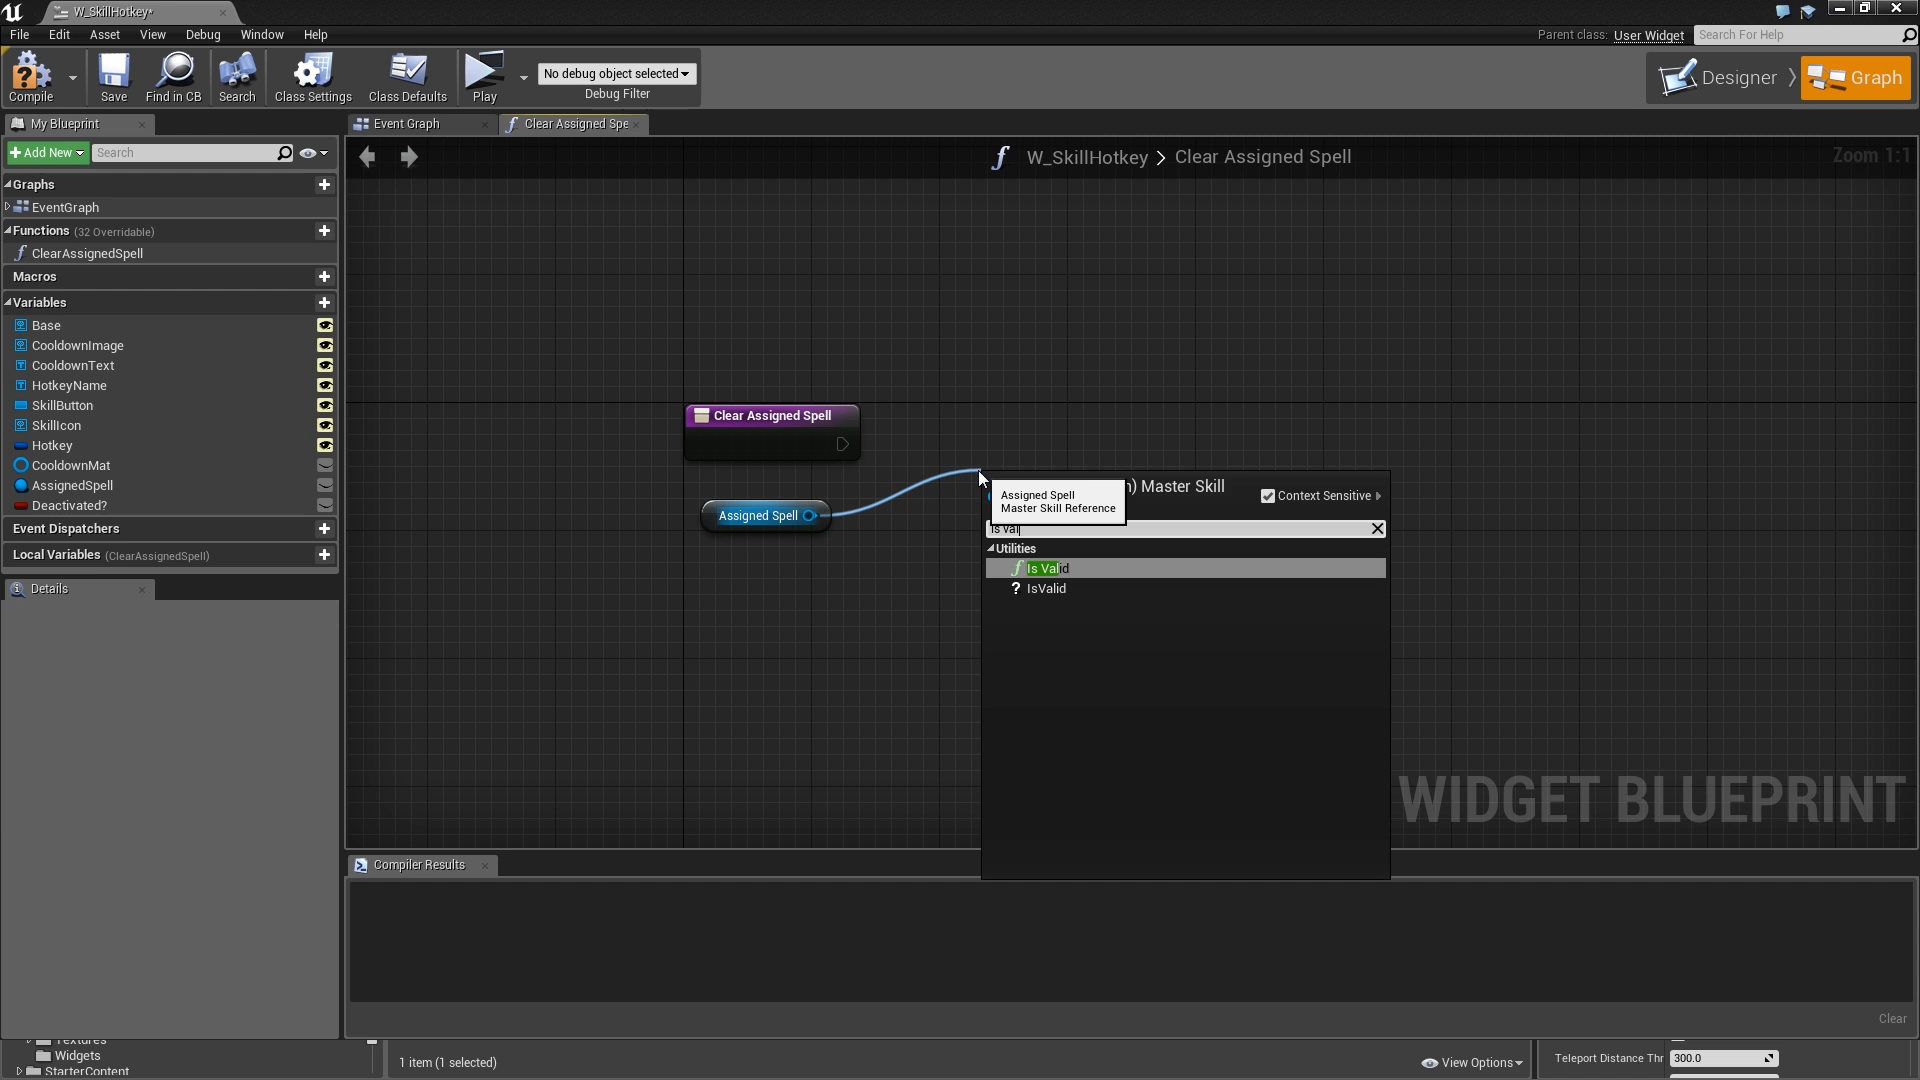 W_SkillHotkey*
File Edit Asset View Debug Window Help
Parent class: User Widget
Search For Help
Compile
Save
Find in CB
Search
Class Settings
Class Defaults
Play
No debug object selected
Debug Filter
Designer
Graph
My Blueprint
Event Graph
Clear Assigned Spe
Add New
Search
W_SkillHotkey > Clear Assigned Spell
Zoom 1:1
Graphs
EventGraph
Functions (32 Overridable)
ClearAssignedSpell
Macros
Variables
Base
CooldownImage
CooldownText
HotkeyName
SkillButton
SkillIcon
Hotkey
CooldownMat
AssignedSpell
Deactivated?
Event Dispatchers
Local Variables (ClearAssignedSpell)
Details
Clear Assigned Spell
Assigned Spell
Master Skill
Context Sensitive
Assigned Spell
Master Skill Reference
is val
Utilities
Is Valid
? IsValid
WIDGET BLUEPRINT
Compiler Results
Clear
Textures
Widgets
StarterContent
1 item (1 selected)
View Options
Teleport Distance Thr
300.0